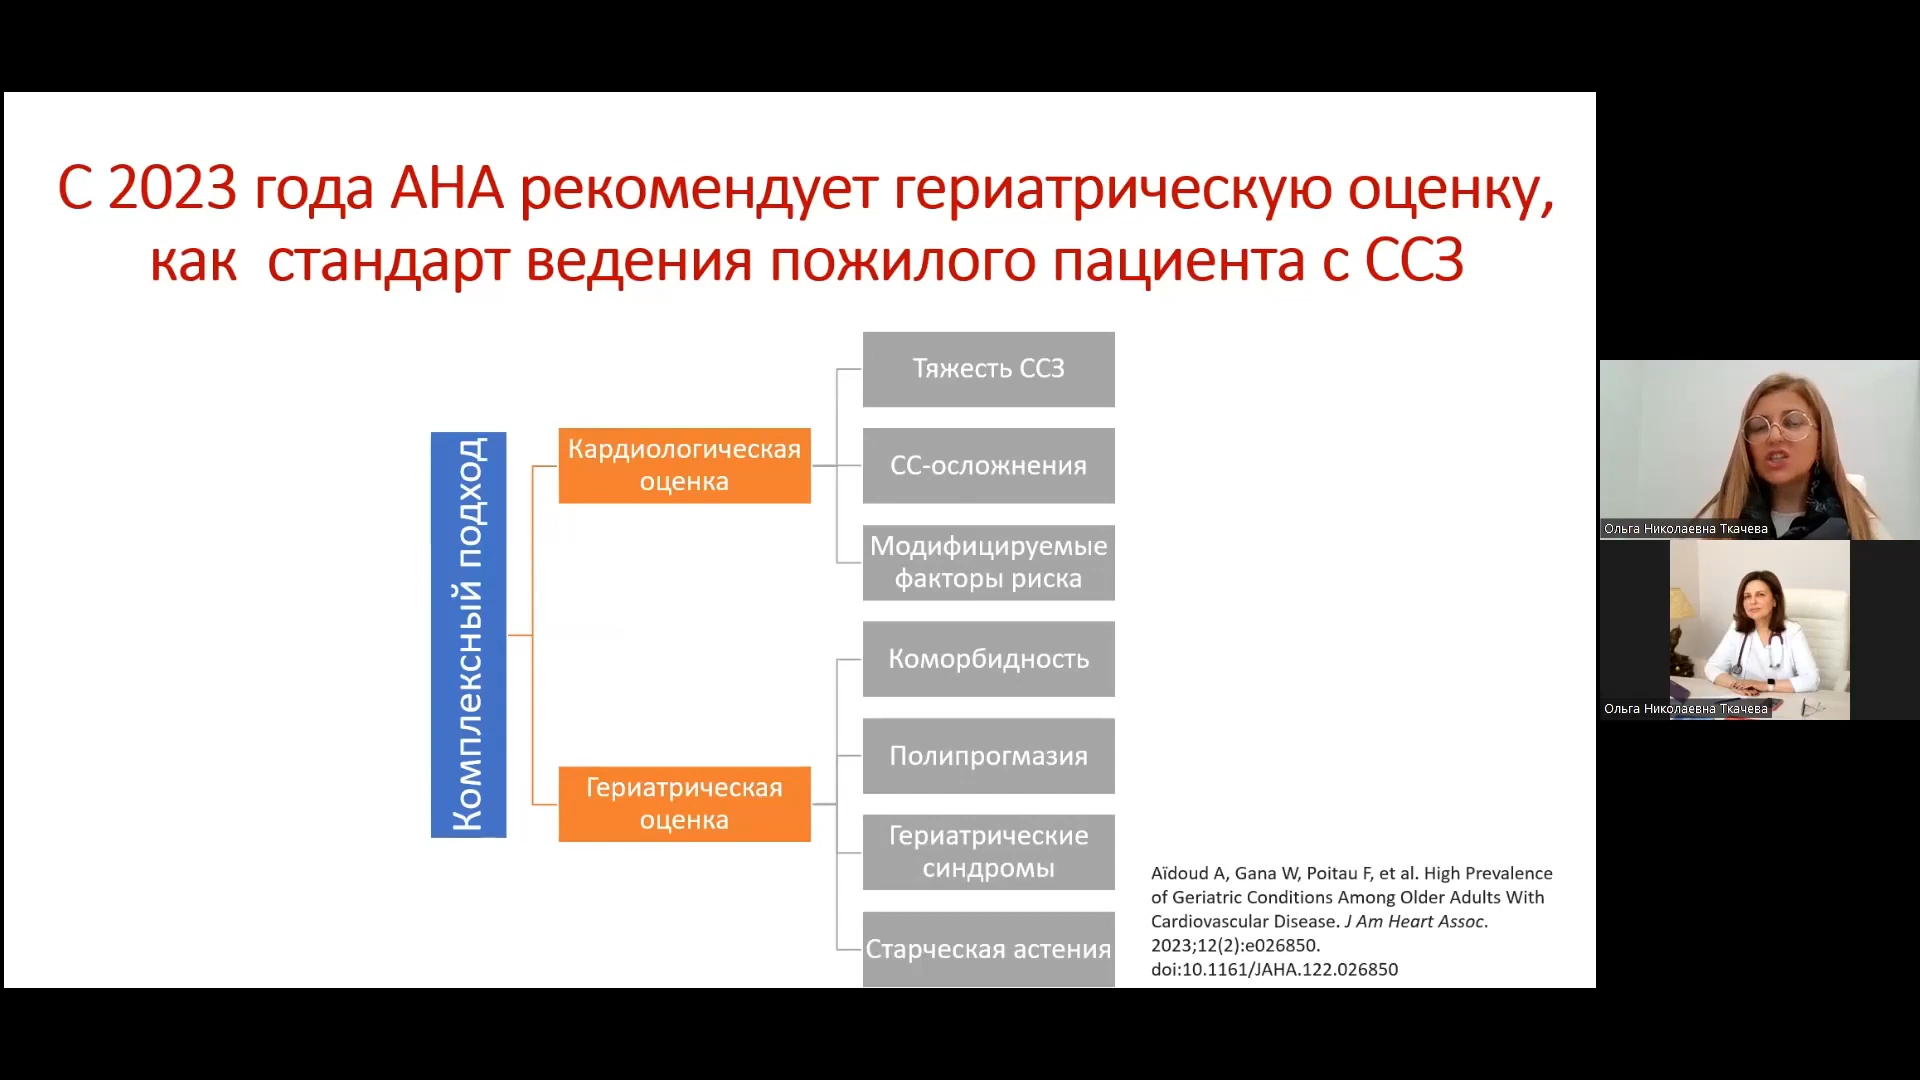 С 2023 года АНА рекомендует гериатрическую оценку,
как стандарт ведения пожилого пациента с ССЗ
Комплексный подход
Кардиологическая
оценка
Тяжесть ССЗ
СС-осложнения
Модифицируемые
факторы риска
Гериатрическая
оценка
Коморбидность
Полипрогмазия
Гериатрические
синдромы
Старческая астения
Aïdoud A, Gana W, Poitau F, et al. High Prevalence
of Geriatric Conditions Among Older Adults With
Cardiovascular Disease. J Am Heart Assoc.
2023;12(2):e026850.
doi:10.1161/JAHA.122.026850
Ольга Николаевна Ткачева
Ольга Николаевна Ткачева